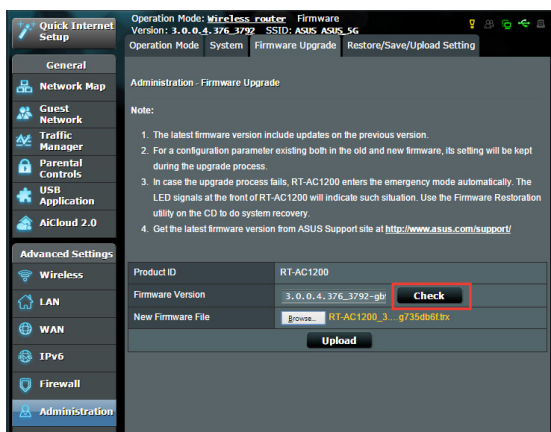 Quick Internet
Setup
Operation Mode: Wireless router Firmware
Version: 3.0.0.4.376_3792 SSID: ASUS ASUS_5G
Operation Mode System Firmware Upgrade Restore/Save/Upload Setting
General
Network Map
Guest
Network
Traffic
Manager
Parental
Controls
USB
Application
AiCloud 2.0
Advanced Settings
Wireless
LAN
WAN
IPv6
Firewall
Administration
Administration - Firmware Upgrade
Note:
1. The latest firmware version include updates on the previous version.
2. For a configuration parameter existing both in the old and new firmware, its setting will be kept
during the upgrade process.
3. In case the upgrade process fails, RT-AC1200 enters the emergency mode automatically. The
LED signals at the front of RT-AC1200 will indicate such situation. Use the Firmware Restoration
utility on the CD to do system recovery.
4. Get the latest firmware version from ASUS Support site at http://www.asus.com/support/
Product ID RT-AC1200
Firmware Version 3.0.0.4.376_3792-gb Check
New Firmware File Browse... RT-AC1200_3....g735db6f.trx
Upload